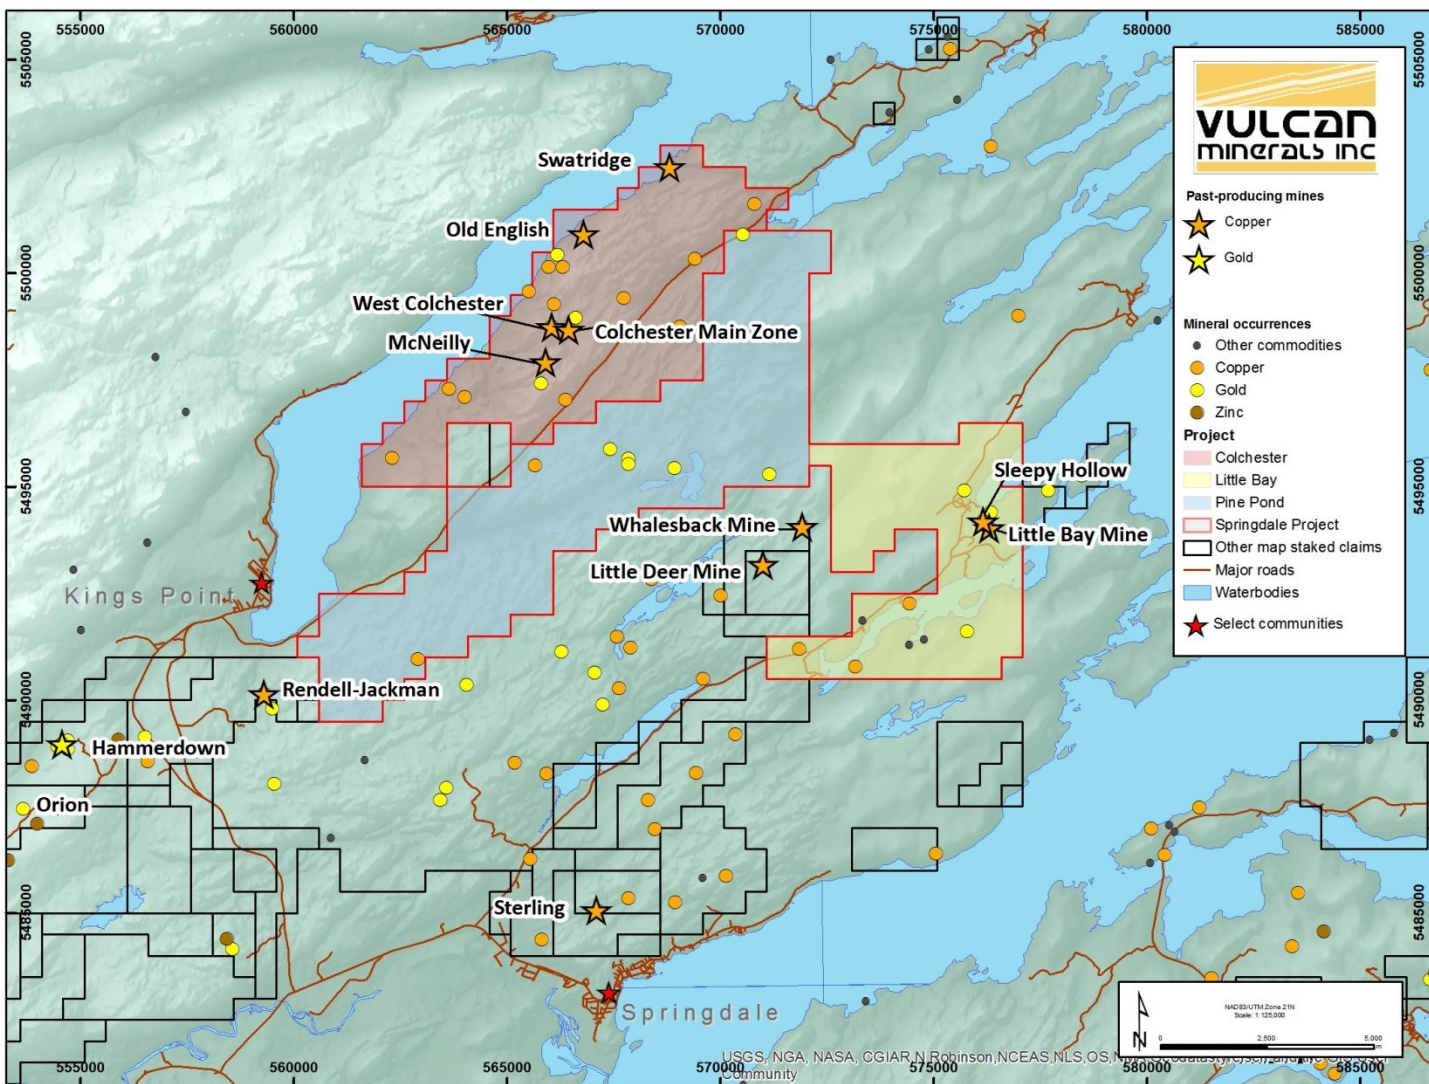 555000
560000
565000
570000
575000
580000
585000
5505000
5505000
VULCAN
minerals inc
Swatridge
Past-producing mines
Copper
Old English
Gold
5500000
5500000
West Colchester
Colchester Main Zone
McNeilly
Mineral occurrences
Other commodities
Copper
Gold
Zinc
Project
Colchester
Little Bay
Pine Pond
Springdale Project
Other map staked claims
Major roads
Waterbodies
Select communities
5495000
5495000
Sleepy Hollow
Whalesback Mine
Little Bay Mine
Little Deer Mine
Kings Point
Rendell-Jackman
5490000
5490000
Hammerdown
Orion
Sterling
5485000
5485000
Springdale
NAD83/UTM Zone 21N
Scale: 1:125,000
N
0 2,500 5,000
m
USGS, NGA, NASA, CGIAR,N Robinson,NCEAS,NLS,OS,
Community
555000
560000
565000
570000
575000
580000
585000